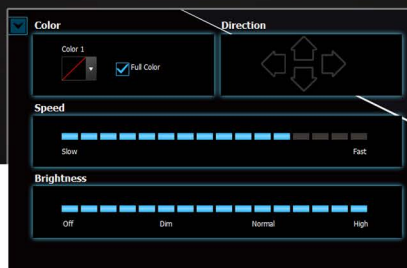 Color
Direction
Color 1
Full Color
Speed
Slow
Fast
Brightness
Off
Dim
Normal
High